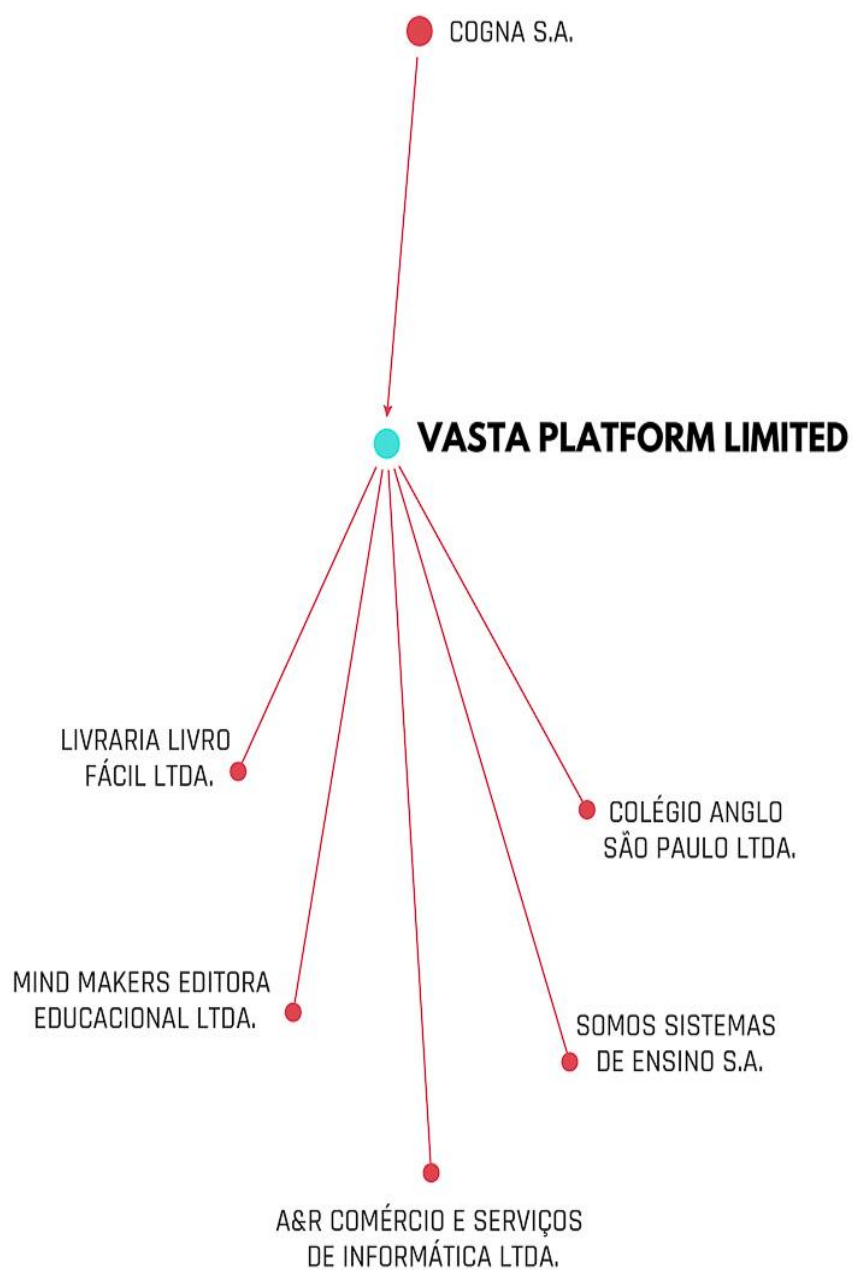 COGNA S.A.
VASTA PLATFORM LIMITED
LIVRARIA LIVRO
FÁCIL LTDA.
COLÉGIO ANGLO
SÃO PAULO LTDA.
MIND MAKERS EDITORA
EDUCACIONAL LTDA.
SOMOS SISTEMAS
DE ENSINO S.A.
A&R COMÉRCIO E SERVIÇOS
DE INFORMÁTICA LTDA.